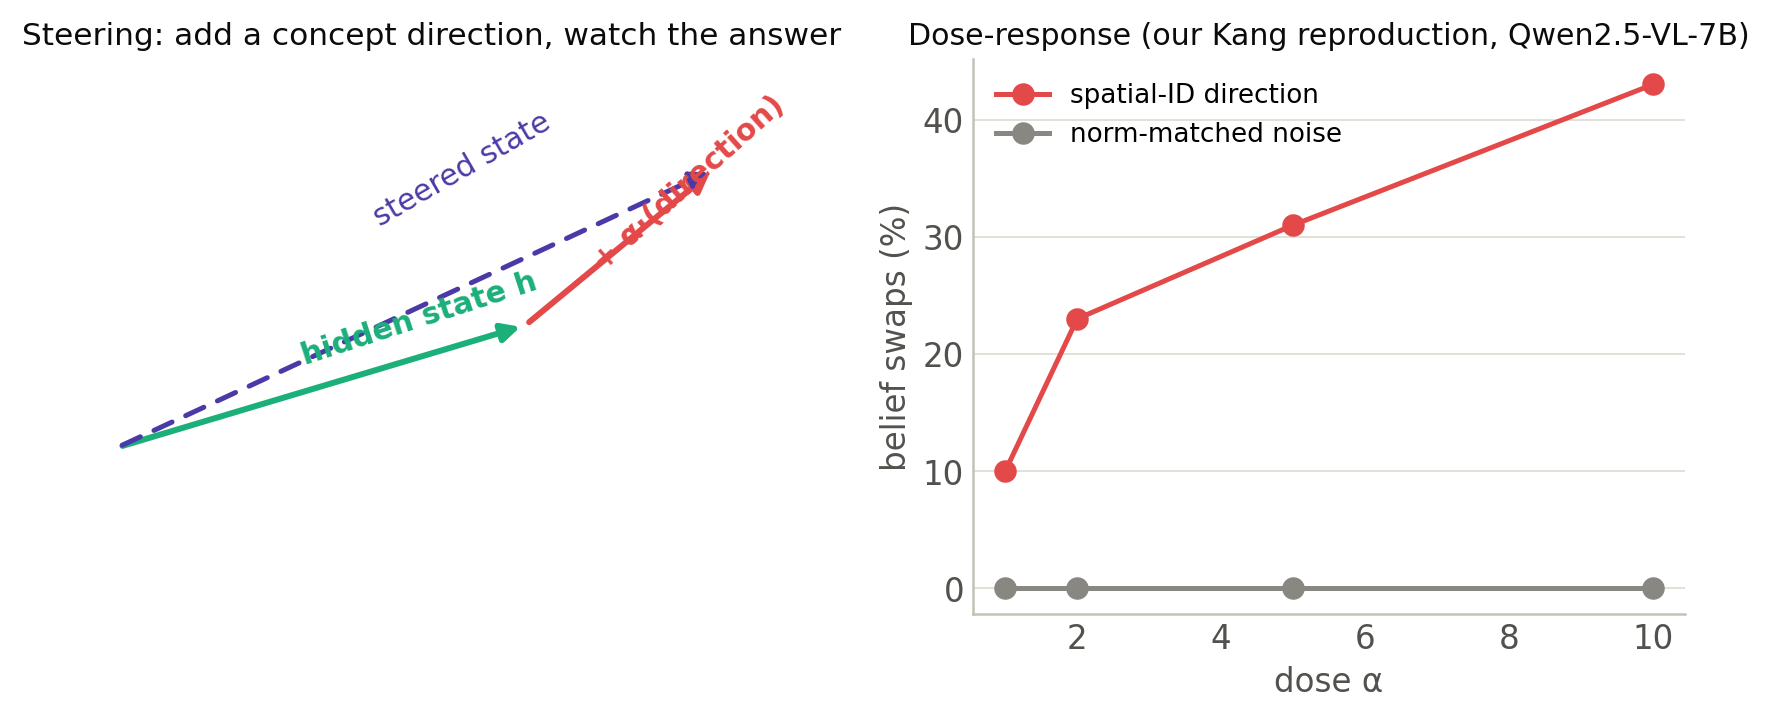 Steering: add a concept direction, watch the answer
steered state
+ α·(direction)
hidden state h
Dose-response (our Kang reproduction, Qwen2.5-VL-7B)
spatial-ID direction
norm-matched noise
belief swaps (%)
40
30
20
10
0
2 4 6 8 10
dose α